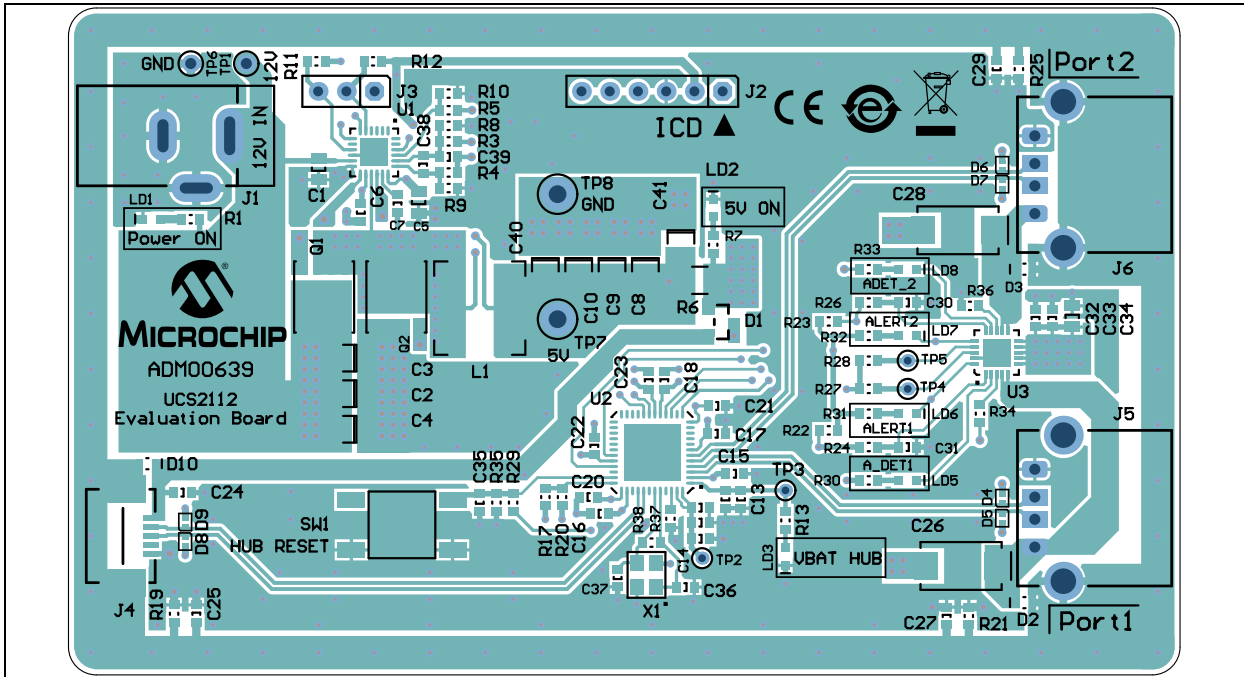 GND
TP6
TP1
12V
R11
R12
J3
U1
J2
ICD
C29
R25
Port2
12V IN
J1
LD1
R1
Power ON
C1
C38
R10
R5
R8
R3
C39
R4
R9
C6
C7
C5
Q1
TP8
GND
C41
LD2
5V ON
R7
D6
D7
C28
J6
D3
MICROCHIP
ADM00639
UCS2112
Evaluation Board
Q2
C40
C10
C9
C8
TP7
5V
L1
R6
D1
C3
C2
C4
R33
LD8
ADET_2
R26
C30
R36
R23
ALERT2
R32
LD7
R28
TP5
R27
TP4
R31
LD6
ALERT1
R22
R24
C31
A_DET1
R30
LD5
U3
R34
C32
C33
C34
J5
C23
C18
U2
C21
C17
C22
C15
C13
TP3
D10
C24
D9
D8
SW1
HUB RESET
C35
R35
R29
C20
R17
R20
C16
R38
R37
C14
TP2
R13
LD3
VBAT HUB
C26
D4
D5
J4
R19
C25
C37
X1
C36
C27
R21
D2
Port1